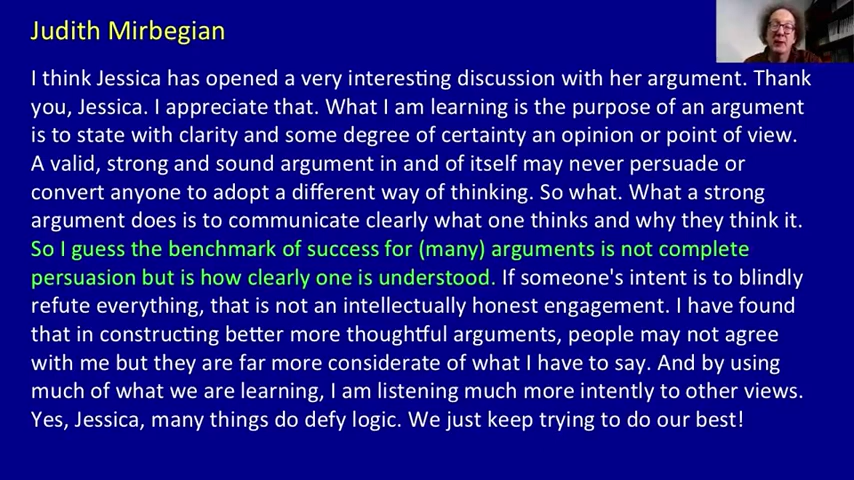 Judith Mirbegian
I think Jessica has opened a very interesting discussion with her argument. Thank
you, Jessica. I appreciate that. What I am learning is the purpose of an argument
is to state with clarity and some degree of certainty an opinion or point of view.
A valid, strong and sound argument in and of itself may never persuade or
convert anyone to adopt a different way of thinking. So what. What a strong
argument does is to communicate clearly what one thinks and why they think it.
So I guess the benchmark of success for (many) arguments is not complete
persuasion but is how clearly one is understood. If someone's intent is to blindly
refute everything, that is not an intellectually honest engagement. I have found
that in constructing better more thoughtful arguments, people may not agree
with me but they are far more considerate of what I have to say. And by using
much of what we are learning, I am listening much more intently to other views.
Yes, Jessica, many things do defy logic. We just keep trying to do our best!